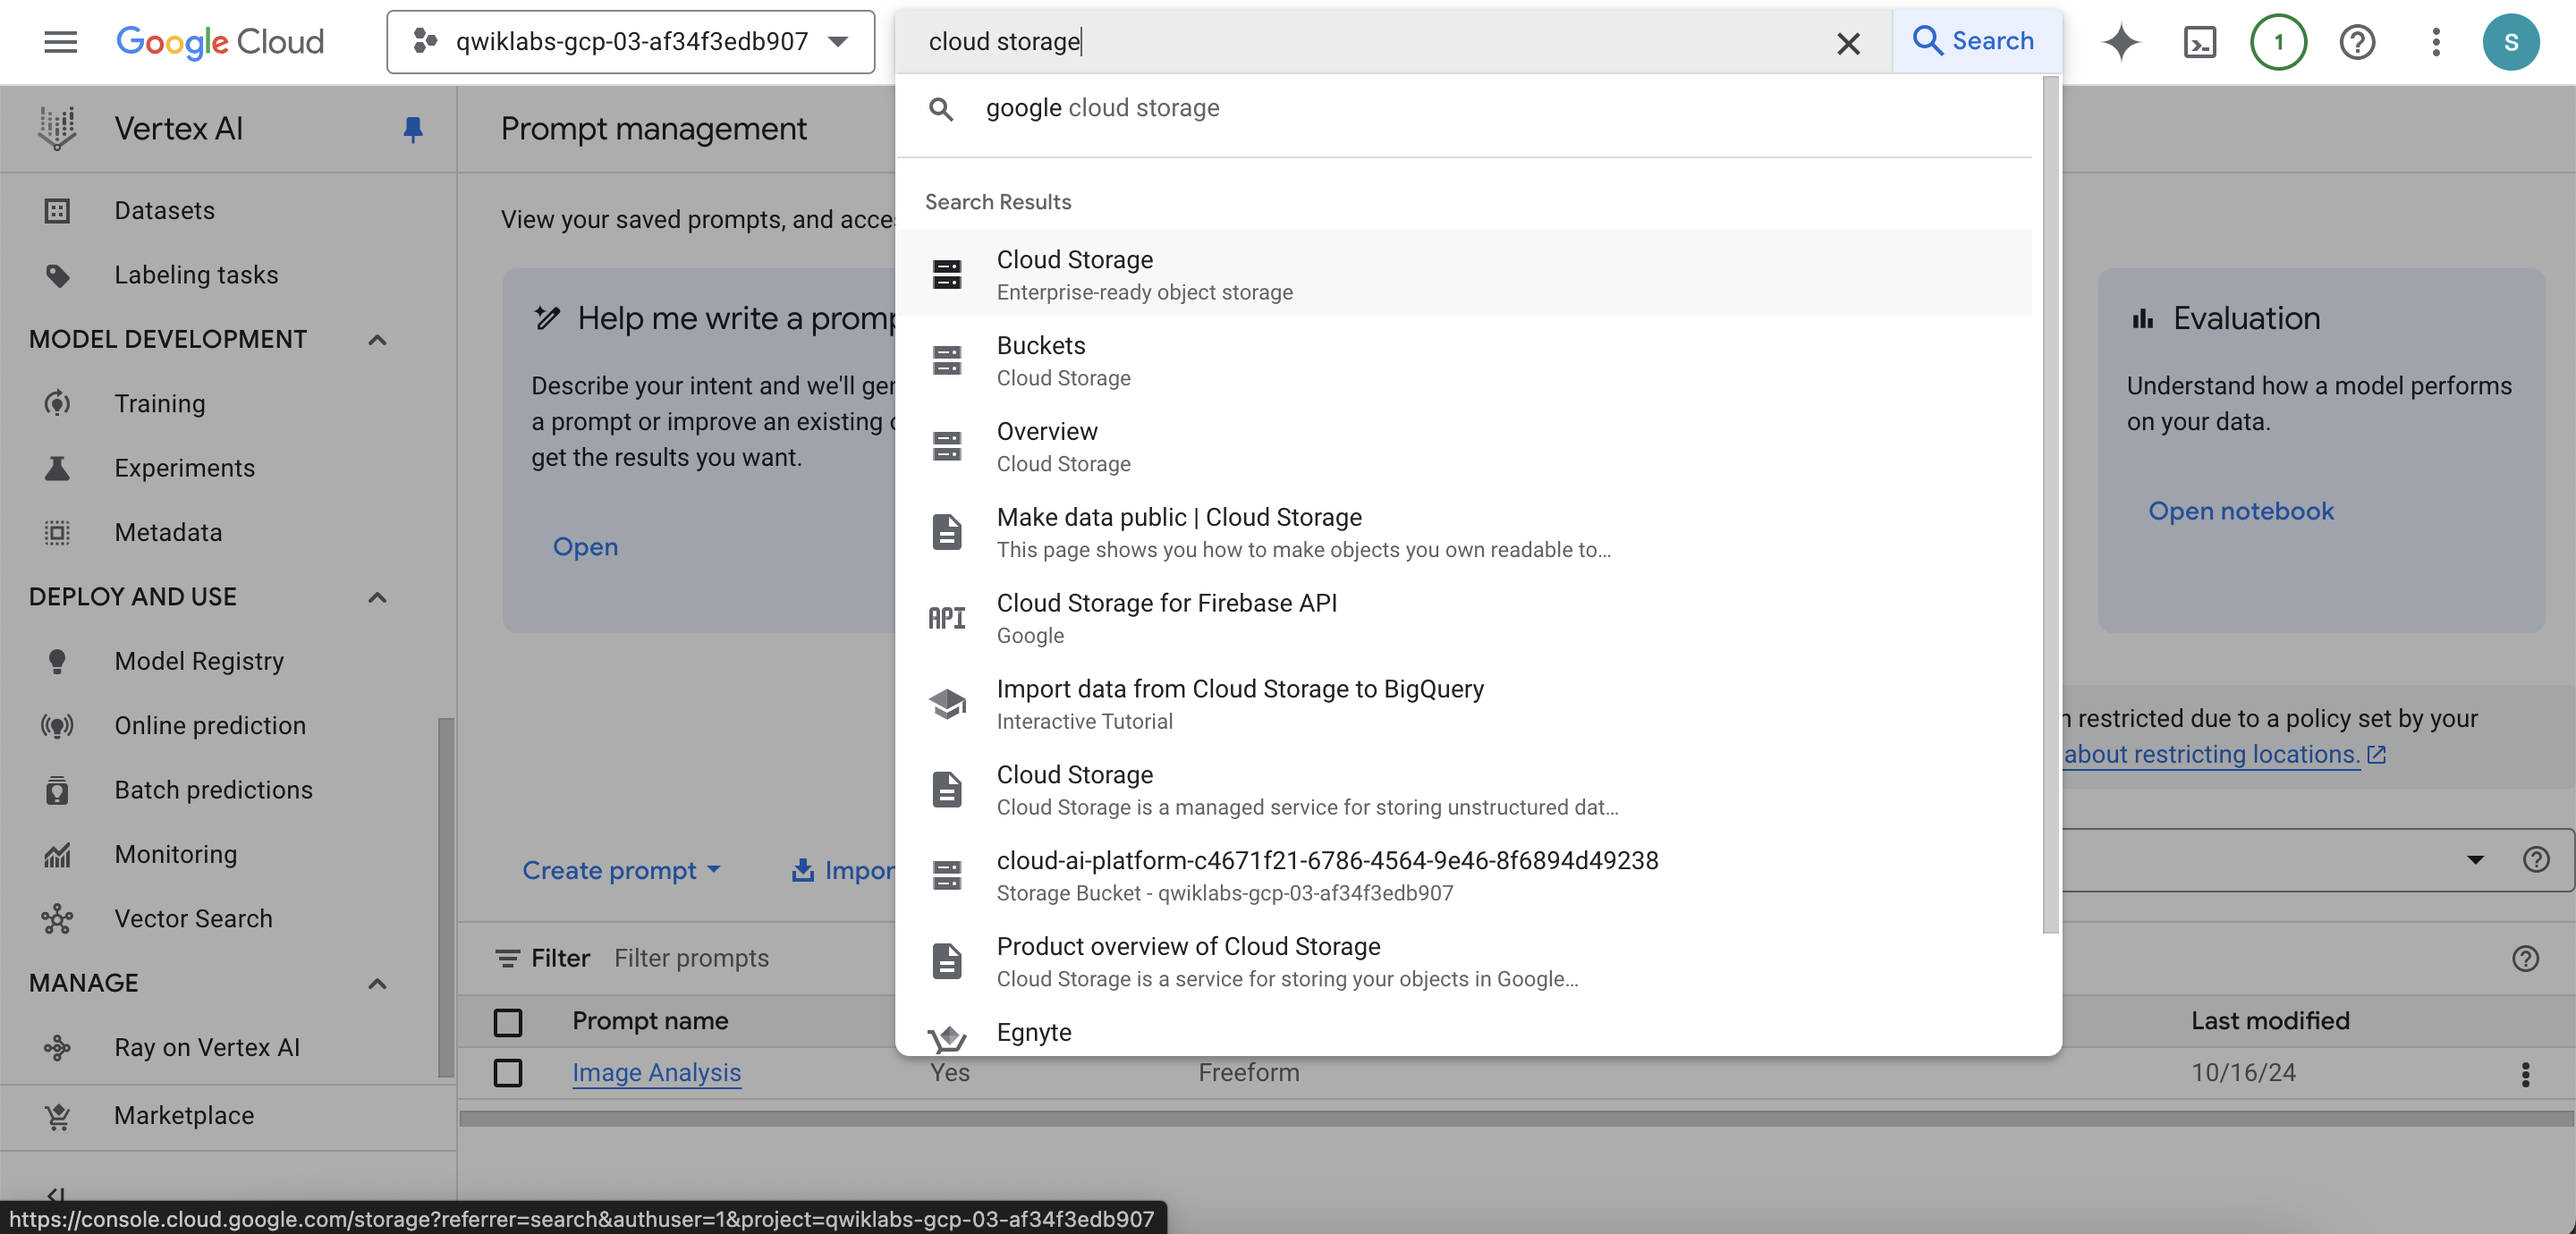 Google Cloud
qwiklabs-gcp-03-af34f3edb907
cloud storage
Search
1
S
google cloud storage
Search Results
Cloud Storage
Enterprise-ready object storage
Buckets
Cloud Storage
Overview
Cloud Storage
Make data public | Cloud Storage
This page shows you how to make objects you own readable to...
API
Cloud Storage for Firebase API
Google
Import data from Cloud Storage to BigQuery
Interactive Tutorial
Cloud Storage
Cloud Storage is a managed service for storing unstructured dat...
cloud-ai-platform-c4671f21-6786-4564-9e46-8f6894d49238
Storage Bucket - qwiklabs-gcp-03-af34f3edb907
Product overview of Cloud Storage
Cloud Storage is a service for storing your objects in Google...
Egnyte
Vertex AI
Datasets
Labeling tasks
MODEL DEVELOPMENT
Training
Experiments
Metadata
DEPLOY AND USE
Model Registry
Online prediction
Batch predictions
Monitoring
Vector Search
MANAGE
Ray on Vertex AI
Marketplace
Prompt management
View your saved prompts, and acce
Help me write a promp
Describe your intent and we'll ger
a prompt or improve an existing
get the results you want.
Open
Evaluation
Understand how a model performs
on your data.
Open notebook
restricted due to a policy set by your
about restricting locations.
Create prompt
Impor
Filter
Filter prompts
Prompt name
Last modified
Image Analysis
Yes
Freeform
10/16/24
https://console.cloud.google.com/storage?referrer=search&authuser=1&project=qwiklabs-gcp-03-af34f3edb907